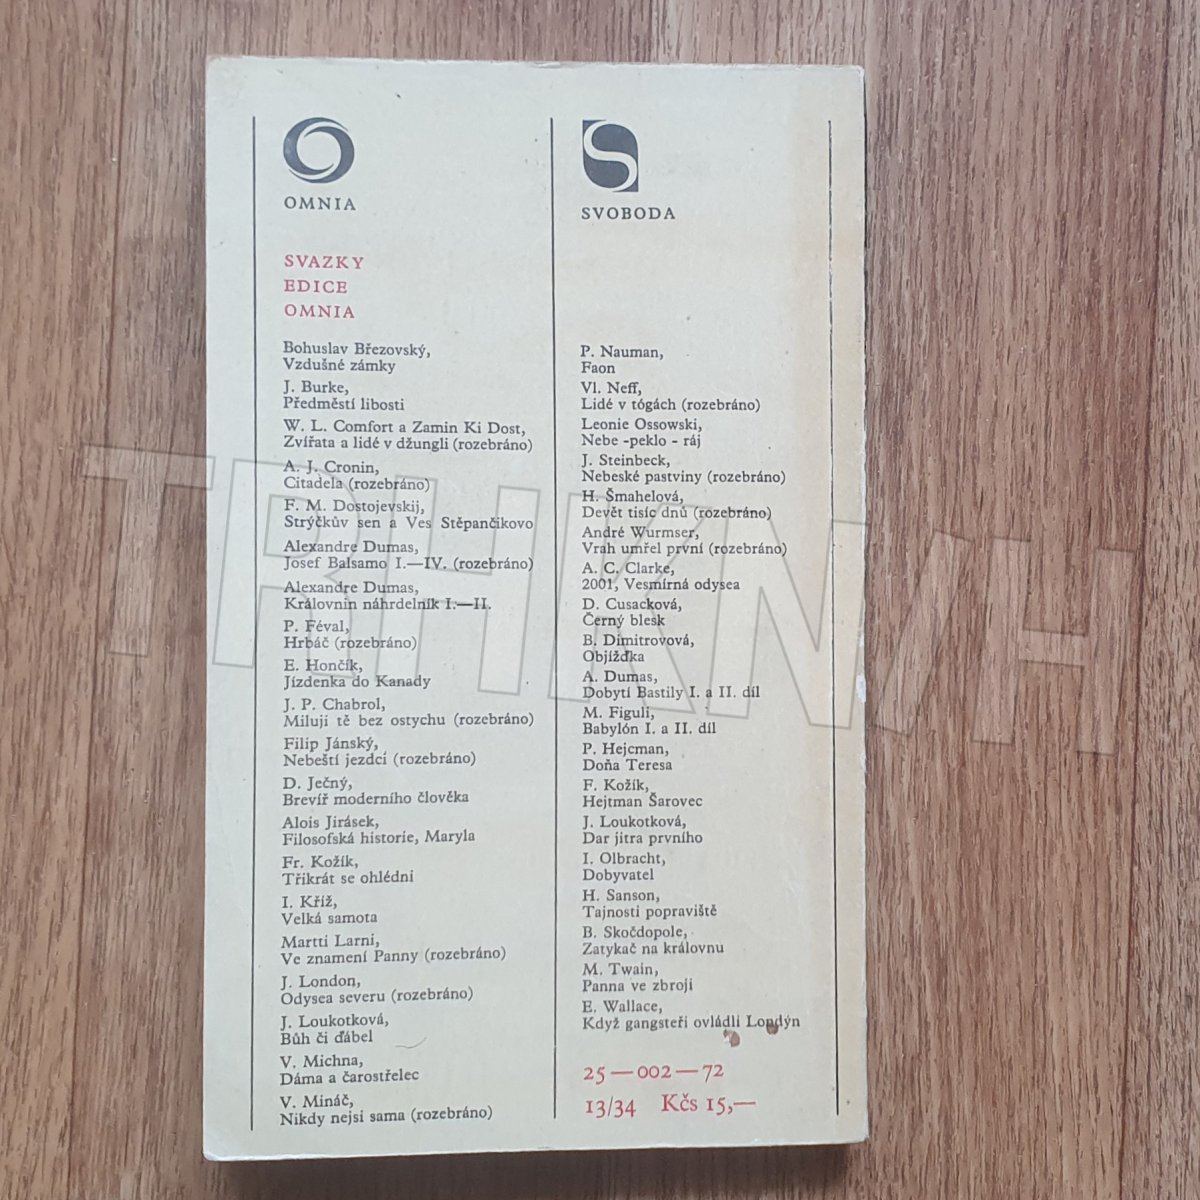 OMNIA
SVAZKY
EDICE
OMNIA
Bohuslav Březovský,
Vzdušné zámky
J. Burke,
Předměstí libosti
W. L. Comfort a Zamin Ki Dost,
Zvířata a lidé v džungli (rozebráno)
A. J. Cronin,
Citadela (rozebráno)
F. M. Dostojevskij,
Strýčkův sen a Ves Stěpančikovo
Alexandre Dumas,
Josef Balsamo I.—IV. (rozebráno)
Alexandre Dumas,
Královnin náhrdelník I.—II.
P. Féval,
Hrbáč (rozebráno)
E. Hončík,
Jízdenka do Kanady
J. P. Chabrol,
Miluji tě bez ostychu (rozebráno)
Filip Jánský,
Nebeští jezdci (rozebráno)
D. Ječný,
Brevíř moderního člověka
Alois Jirásek,
Filosofská historie, Maryla
Fr. Kožík,
Třikrát se ohlédni
I. Kříž,
Velká samota
Martti Larni,
Ve znamení Panny (rozebráno)
J. London,
Odysea severu (rozebráno)
J. Loukotková,
Bůh či ďábel
V. Michna,
Dáma a čarostřelec
V. Mináč,
Nikdy nejsi sama (rozebráno)
SVOBODA
P. Nauman,
Faon
Vl. Neff,
Lidé v tógách (rozebráno)
Leonie Ossowski,
Nebe -peklo - ráj
J. Steinbeck,
Nebeské pastviny (rozebráno)
H. Šmahelová,
Devět tisíc dnů (rozebráno)
André Wurmser,
Vrah umřel první (rozebráno)
A. C. Clarke,
2001, Vesmírná odysea
D. Cusacková,
Černý blesk
B. Dimitrovová,
Objížďka
A. Dumas,
Dobytí Bastily I. a II. díl
M. Figuli,
Babylón I. a II. díl
P. Hejcman,
Doňa Teresa
F. Kožík,
Hejtman Šarovec
J. Loukotková,
Dar jitra prvního
I. Olbracht,
Dobyvatel
H. Sanson,
Tajnosti popraviště
B. Skočdopole,
Zatykač na královnu
M. Twain,
Panna ve zbroji
E. Wallace,
Když gangsteři ovládli Londýn
25—002—72
13/34 Kčs 15,—
TRHKNIH